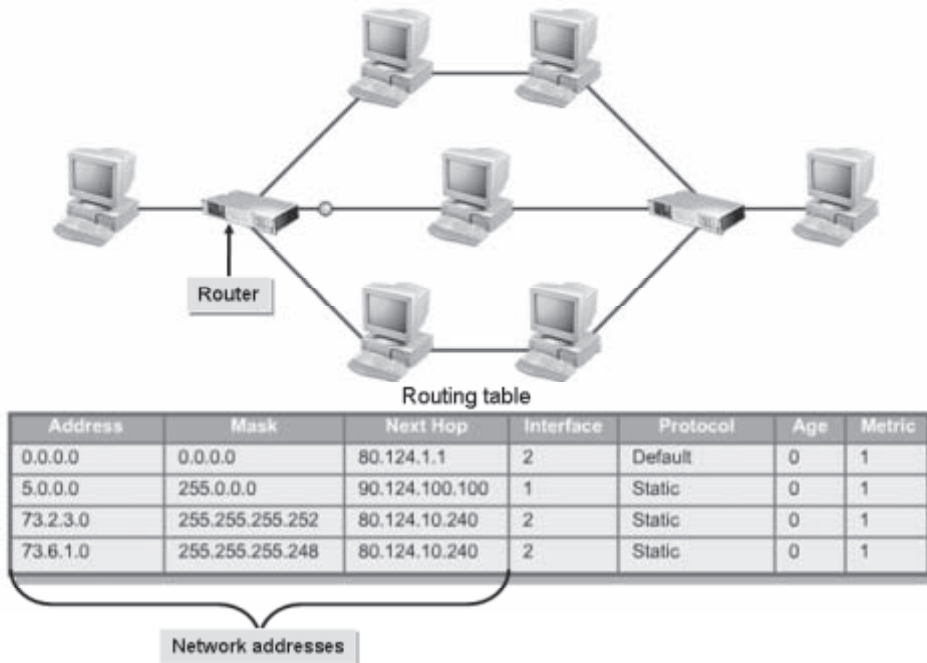 Router
Routing table
Address Mask Next Hop Interface Protocol Age Metric
0.0.0.0 0.0.0.0 80.124.1.1 2 Default 0 1
5.0.0.0 255.0.0.0 90.124.100.100 1 Static 0 1
73.2.3.0 255.255.255.252 80.124.10.240 2 Static 0 1
73.6.1.0 255.255.255.248 80.124.10.240 2 Static 0 1
Network addresses